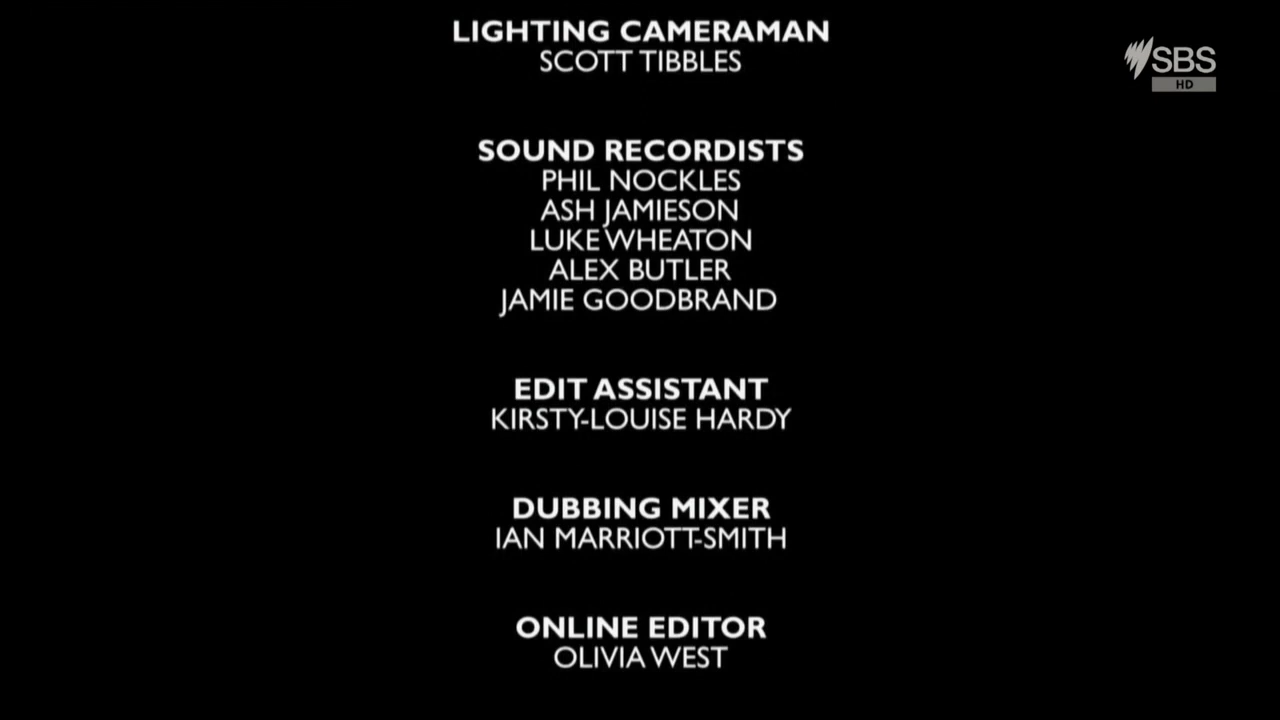 LIGHTING CAMERAMAN
SCOTT TIBBLES
SBS
HD
SOUND RECORDISTS
PHIL NOCKLES
ASH JAMIESON
LUKE WHEATON
ALEX BUTLER
JAMIE GOODBRAND
EDIT ASSISTANT
KIRSTY-LOUISE HARDY
DUBBING MIXER
IAN MARRIOTT-SMITH
ONLINE EDITOR
OLIVIA WEST